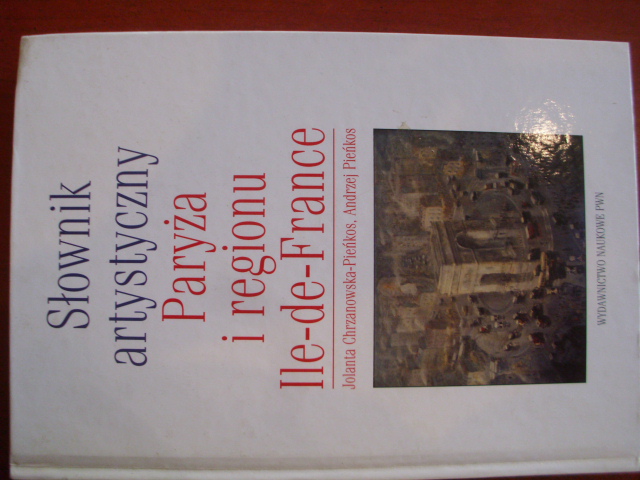 Słownik
artystyczny
Paryża
i regionu
Ile-de-France
Jolanta Chrzanowska-Pieńkos, Andrzej Pieńkos
WYDAWNICTWO NAUKOWE PWN